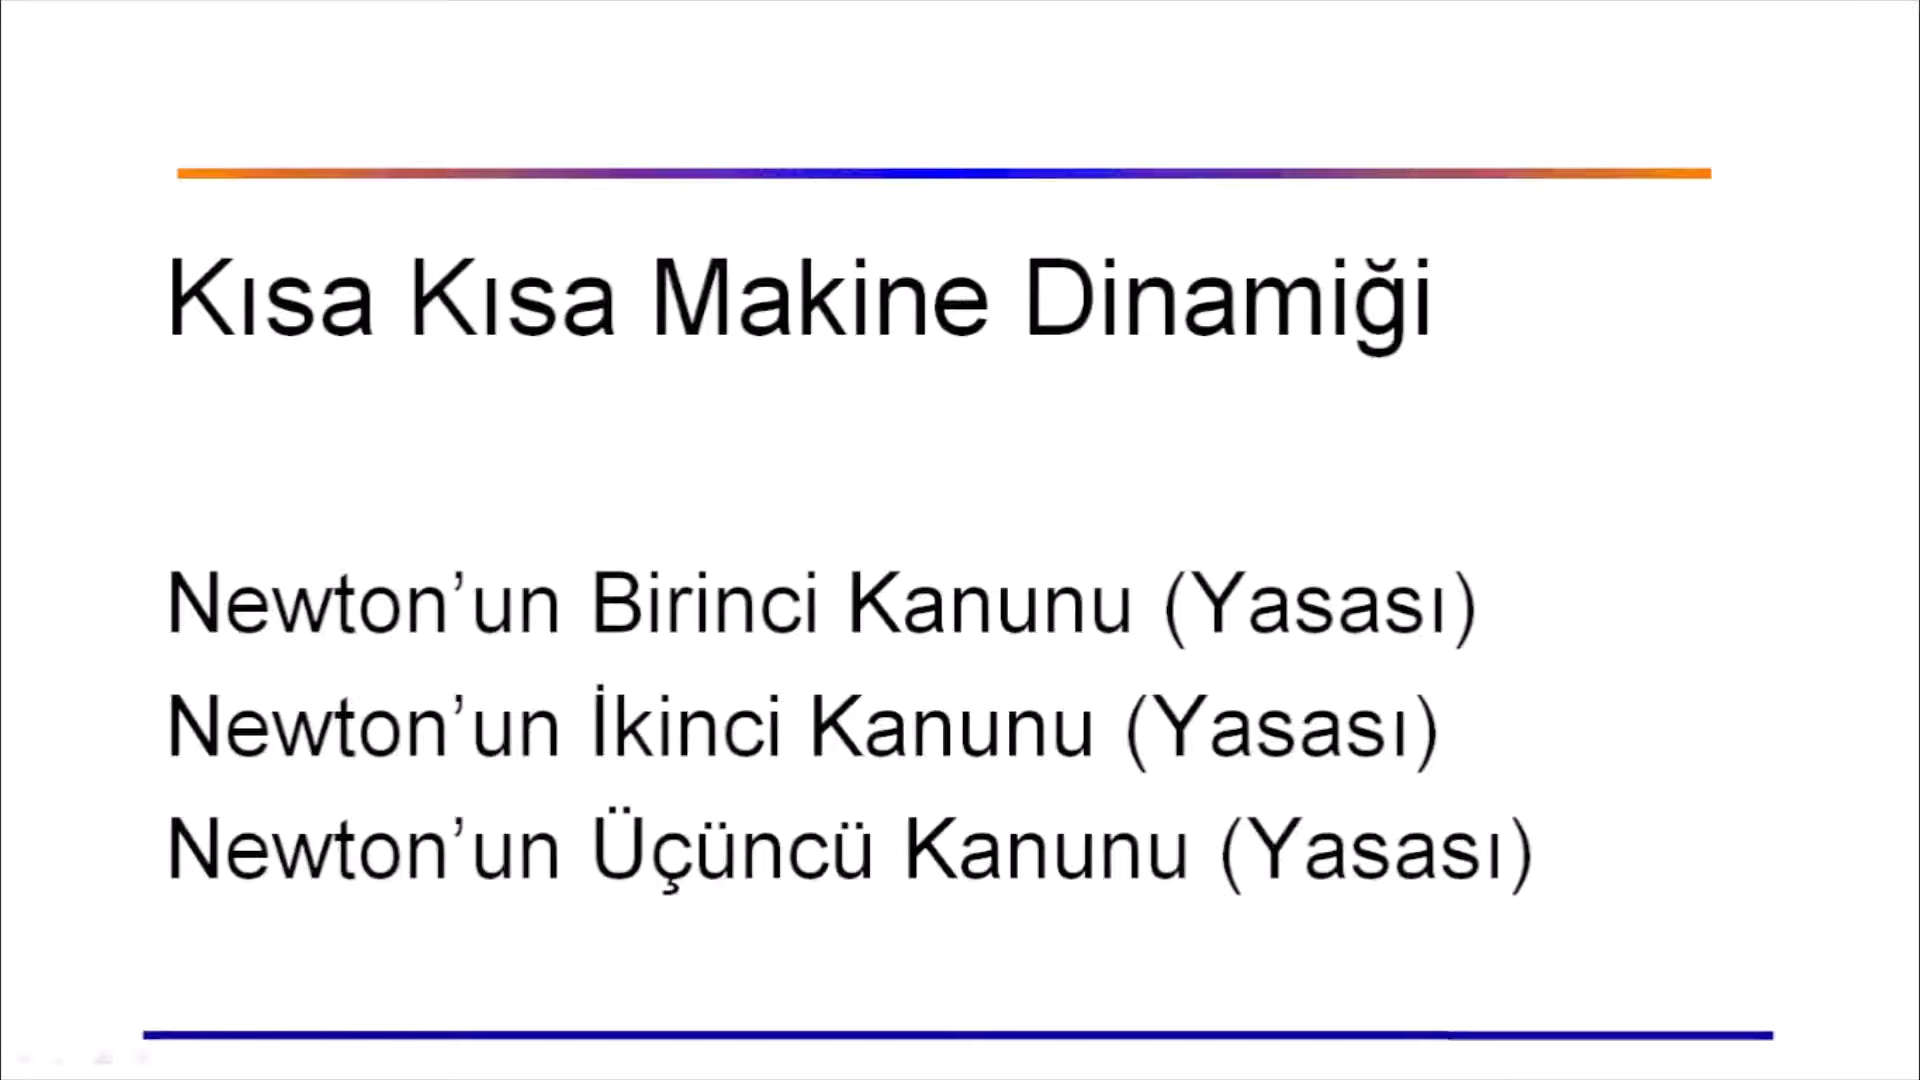 Kısa Kısa Makine Dinamiği
Newton’un Birinci Kanunu (Yasası)
Newton’un İkinci Kanunu (Yasası)
Newton’un Üçüncü Kanunu (Yasası)